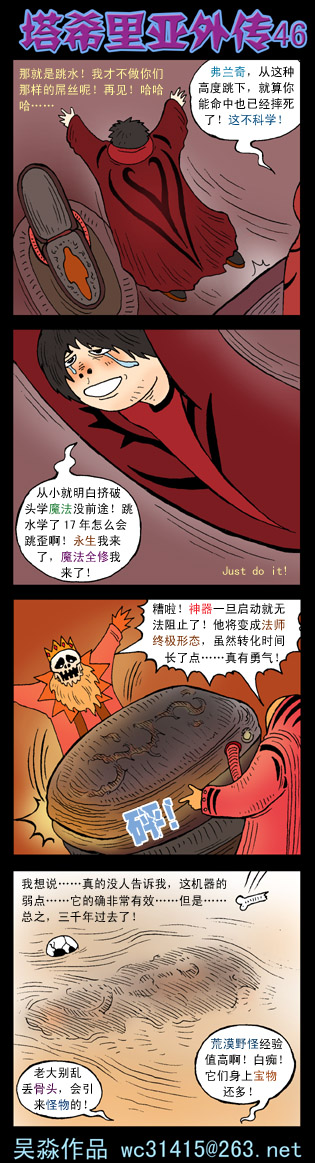 塔希里亚外传46
那就是跳水！我才不做你们
那样的屌丝呢！再见！哈哈
哈……
弗兰奇，从这种
高度跳下，就算你
能命中也已经摔死
了！这不科学！
从小就明白挤破
头学魔法没前途！跳
水学了17年怎么会
跳歪啊！永生我来
了，魔法全修我
来了！
Just do it!
糟啦！神器一旦启动就无
法阻止了！他将变成法师
终极形态，虽然转化时间
长了点……真有勇气！
砰！
我想说……真的没人告诉我，这机器的
弱点……它的确非常有效……但是……
总之，三千年过去了！
老大别乱
丢骨头，会引
来怪物的！
荒漠野怪经验
值高啊！白痴！
它们身上宝物
还多！
吴淼作品 wc31415@263.net